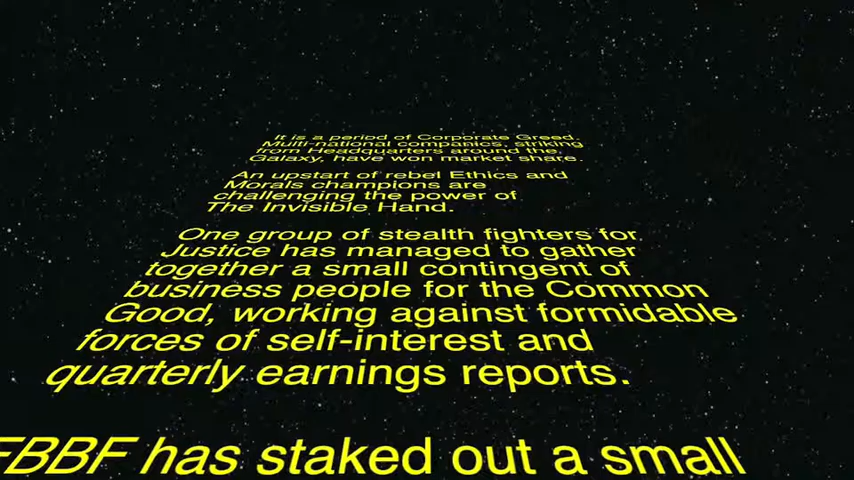 It is a period of Corporate Greed.
Multi-national companies, striking
from Headquarters around the
Galaxy, have won market share.
An upstart of rebel Ethics and
Morals champions are
challenging the power of
The Invisible Hand.
One group of stealth fighters for
Justice has managed to gather
together a small contingent of
business people for the Common
Good, working against formidable
forces of self-interest and
quarterly earnings reports.
FBBF has staked out a small